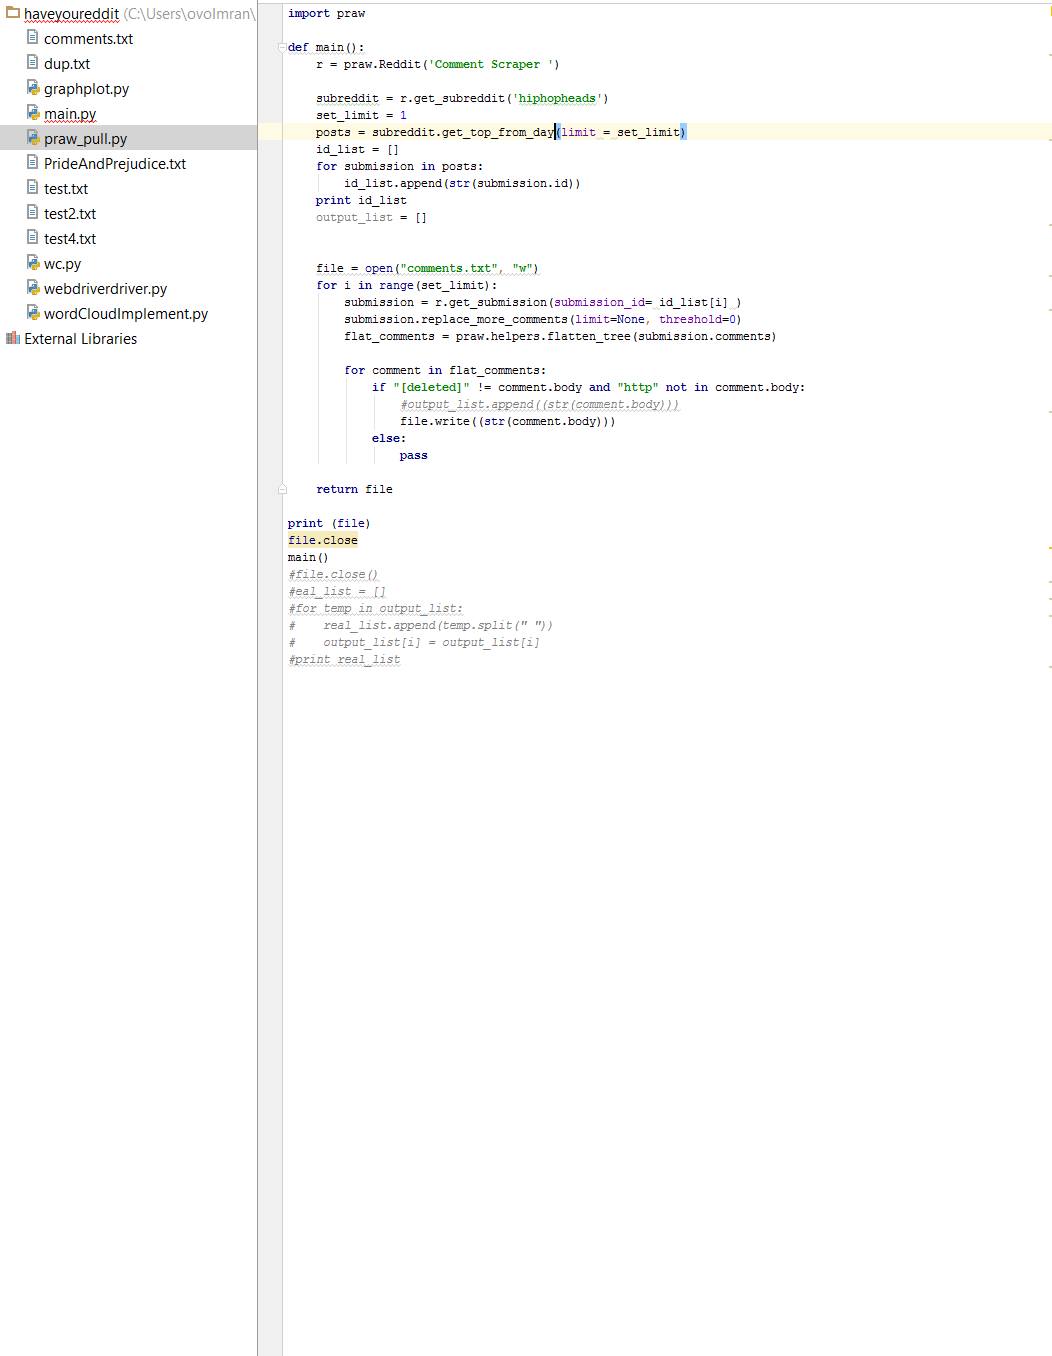 haveyoureddit (C:\Users\ovoImran\
comments.txt
dup.txt
graphplot.py
main.py
praw_pull.py
PrideAndPrejudice.txt
test.txt
test2.txt
test4.txt
wc.py
webdriverdriver.py
wordCloudImplement.py
External Libraries
import praw
def main():
    r = praw.Reddit('Comment Scraper ')
    subreddit = r.get_subreddit('hiphopheads')
    set_limit = 1
    posts = subreddit.get_top_from_day(limit = set_limit)
    id_list = []
    for submission in posts:
        id_list.append(str(submission.id))
    print id_list
    output_list = []
    file = open("comments.txt", "w")
    for i in range(set_limit):
        submission = r.get_submission(submission_id= id_list[i] )
        submission.replace_more_comments(limit=None, threshold=0)
        flat_comments = praw.helpers.flatten_tree(submission.comments)
        for comment in flat_comments:
            if "[deleted]" != comment.body and "http" not in comment.body:
                #output_list.append((str(comment.body)))
                file.write((str(comment.body)))
            else:
                pass
    return file
print (file)
file.close
main()
#file.close()
#eal_list = []
#for temp in output_list:
#    real_list.append(temp.split(" "))
#    output_list[i] = output_list[i]
#print real_list